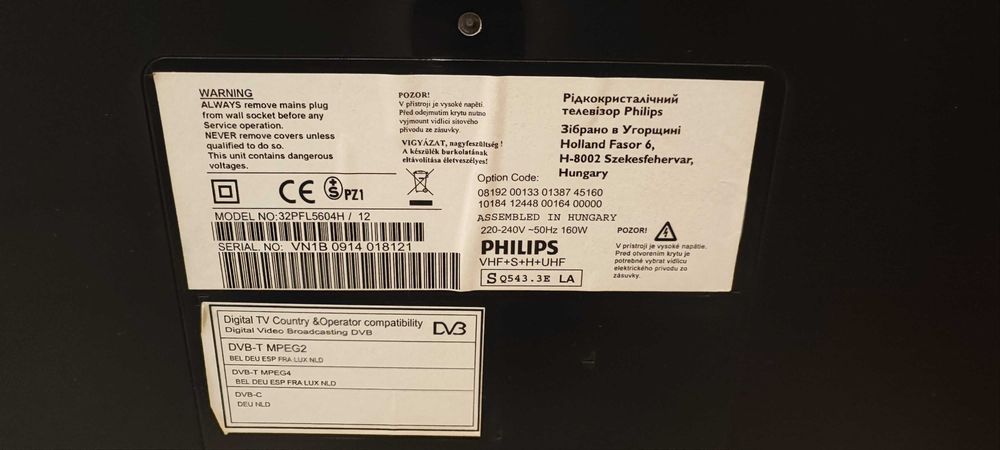 WARNING
ALWAYS remove mains plug
from wall socket before any
Service operation.
NEVER remove covers unless
qualified to do so.
This unit contains dangerous
voltages.
POZOR!
V přístroji je vysoké napětí.
Před odejmutím krytu nutno
vyjmount vidlici síťového
přívodu ze zásuvky.
VIGYÁZAT, nagyfeszültség !
A készülék burkolatának
eltávolítása életveszélyes!
CE
S PZ1
MODEL NO:32PFL5604H / 12
SERIAL. NO: VN1B 0914 018121
Рідкокристалічний
телевізор Philips
Зібрано в Угорщині
Holland Fasor 6,
H-8002 Szekesfehervar,
Hungary
Option Code:
08192 00133 01387 45160
10184 12448 00164 00000
ASSEMBLED IN HUNGARY
220-240V ~50Hz 160W
PHILIPS
VHF+S+H+UHF
S Q543.3E LA
POZOR!
V prístroji je vysoké napätie.
Pred otvorením krytu je
potrebné vybrat vidlicu
elektrického prívodu zo
zásuvky.
Digital TV Country &Operator compatibility
Digital Video Broadcasting DVB
DVB
DVB-T MPEG2
BEL DEU ESP FRA LUX NLD
DVB-T MPEG4
BEL DEU ESP FRA LUX NLD
DVB-C
DEU NLD